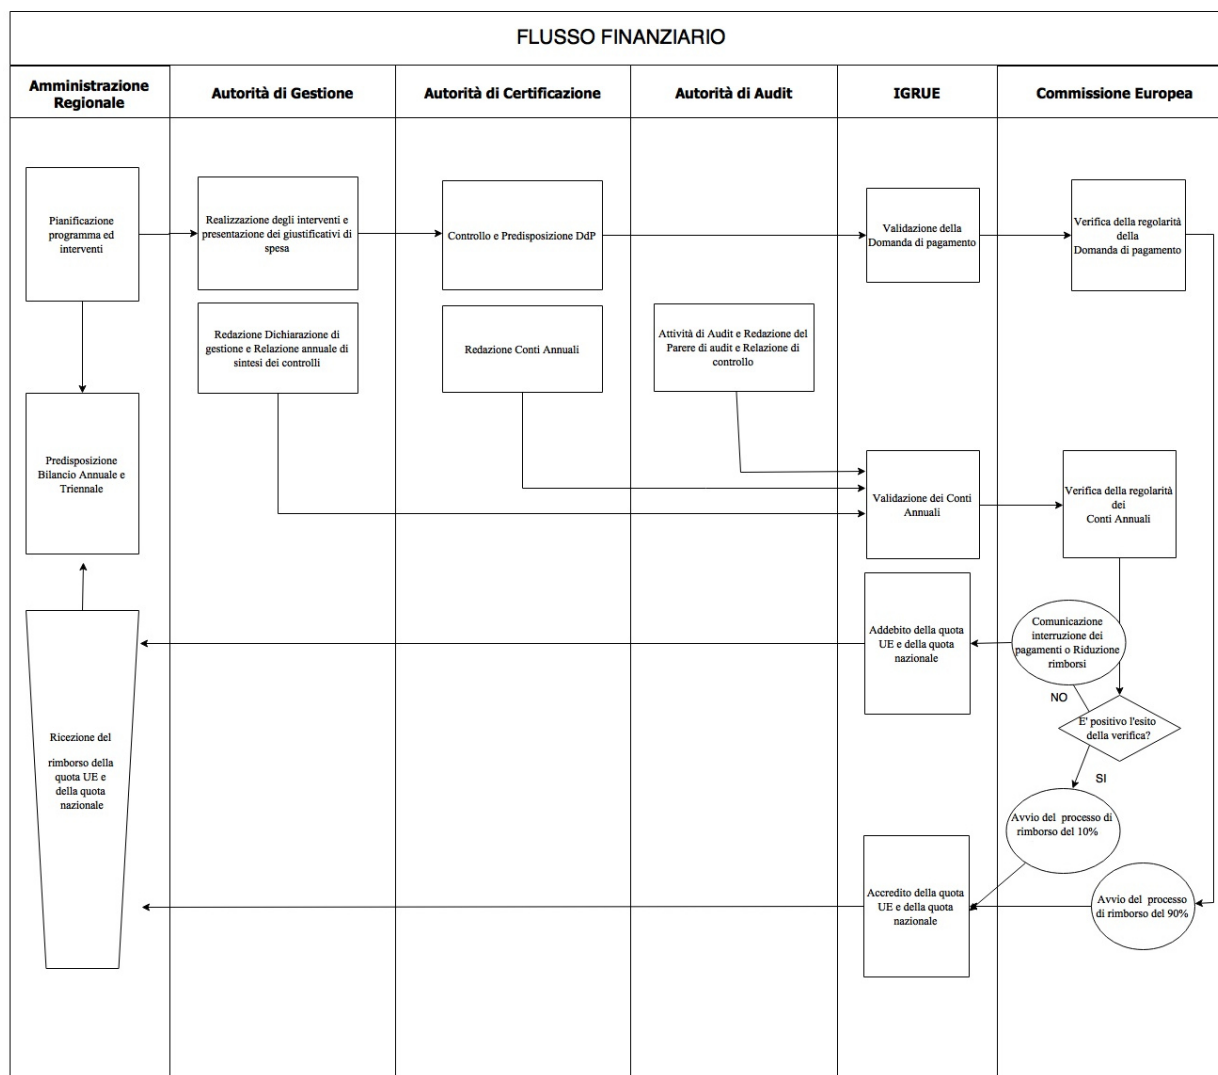 FLUSSO FINANZIARIO
Amministrazione
Regionale
Autorità di Gestione
Autorità di Certificazione
Autorità di Audit
IGRUE
Commissione Europea
Pianificazione
programma ed
interventi
Realizzazione degli interventi e
presentazione dei giustificativi di
spesa
Controllo e Predisposizione DdP
Validazione della
Domanda di pagamento
Verifica della regolarità
della
Domanda di pagamento
Redazione Dichiarazione di
gestione e Relazione annuale di
sintesi dei controlli
Redazione Conti Annuali
Attività di Audit e Redazione del
Parere di audit e Relazione di
controllo
Predisposizione
Bilancio Annuale e
Triennale
Validazione dei Conti
Annuali
Verifica della regolarità
dei
Conti Annuali
Addebito della quota
UE e della quota
nazionale
Comunicazione
interruzione dei
pagamenti o Riduzione
rimborsi
NO
E' positivo l'esito
della verifica?
SI
Ricezione del
rimborso della
quota UE e
della quota
nazionale
Avvio del processo di
rimborso del 10%
Accredito della quota
UE e della quota
nazionale
Avvio del processo
di rimborso del 90%